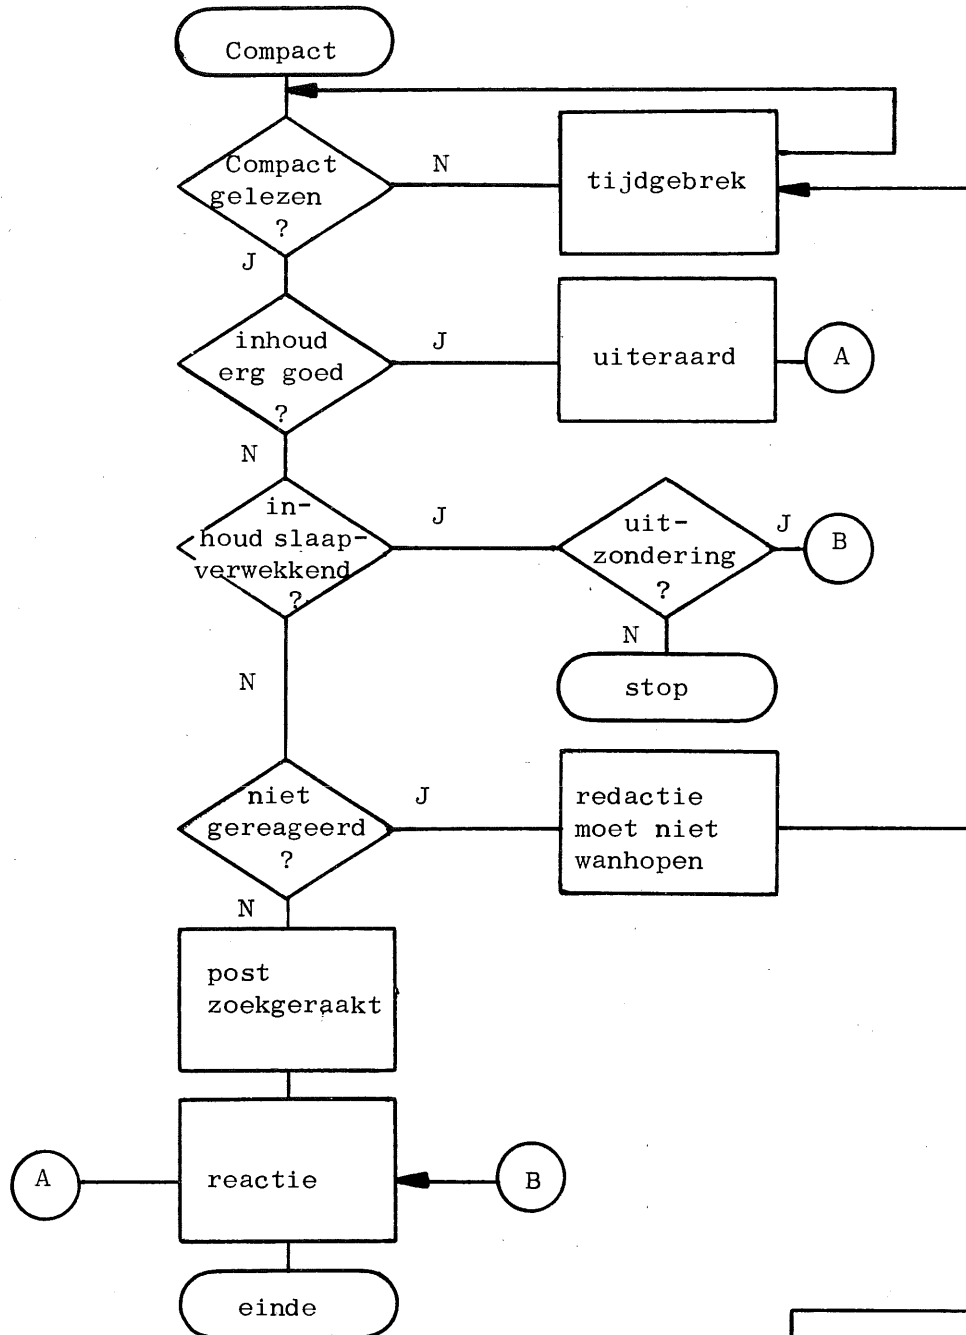 Compact
Compact
gelezen
?
N
tijdgebrek
J
inhoud
erg goed
?
J
uiteraard
A
N
in-
houd slaap-
verwekkend
?
J
uit-
zondering
?
J
B
N
stop
N
niet
gereageerd
?
J
redactie
moet niet
wanhopen
N
post
zoekgeraakt
A
reactie
B
einde